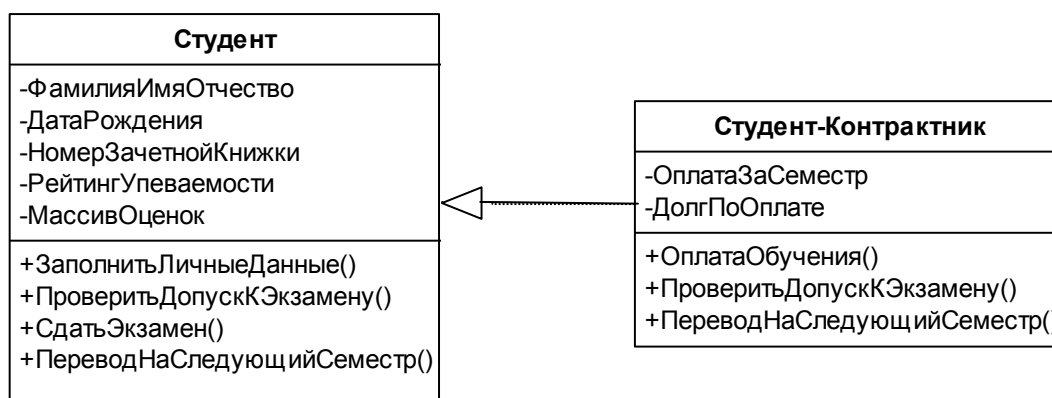 Студент
-ФамилияИмяОтчество
-ДатаРождения
-НомерЗачетнойКнижки
-РейтингУпеваемости
-МассивОценок
+ЗаполнитьЛичныеДанные()
+ПроверитьДопускКЭкзамену()
+СдатьЭкзамен()
+ПереводНаСледующийСеместр()
Студент-Контрактник
-ОплатаЗаСеместр
-ДолгПоОплате
+ОплатаОбучения()
+ПроверитьДопускКЭкзамену()
+ПереводНаСледующийСеместр()